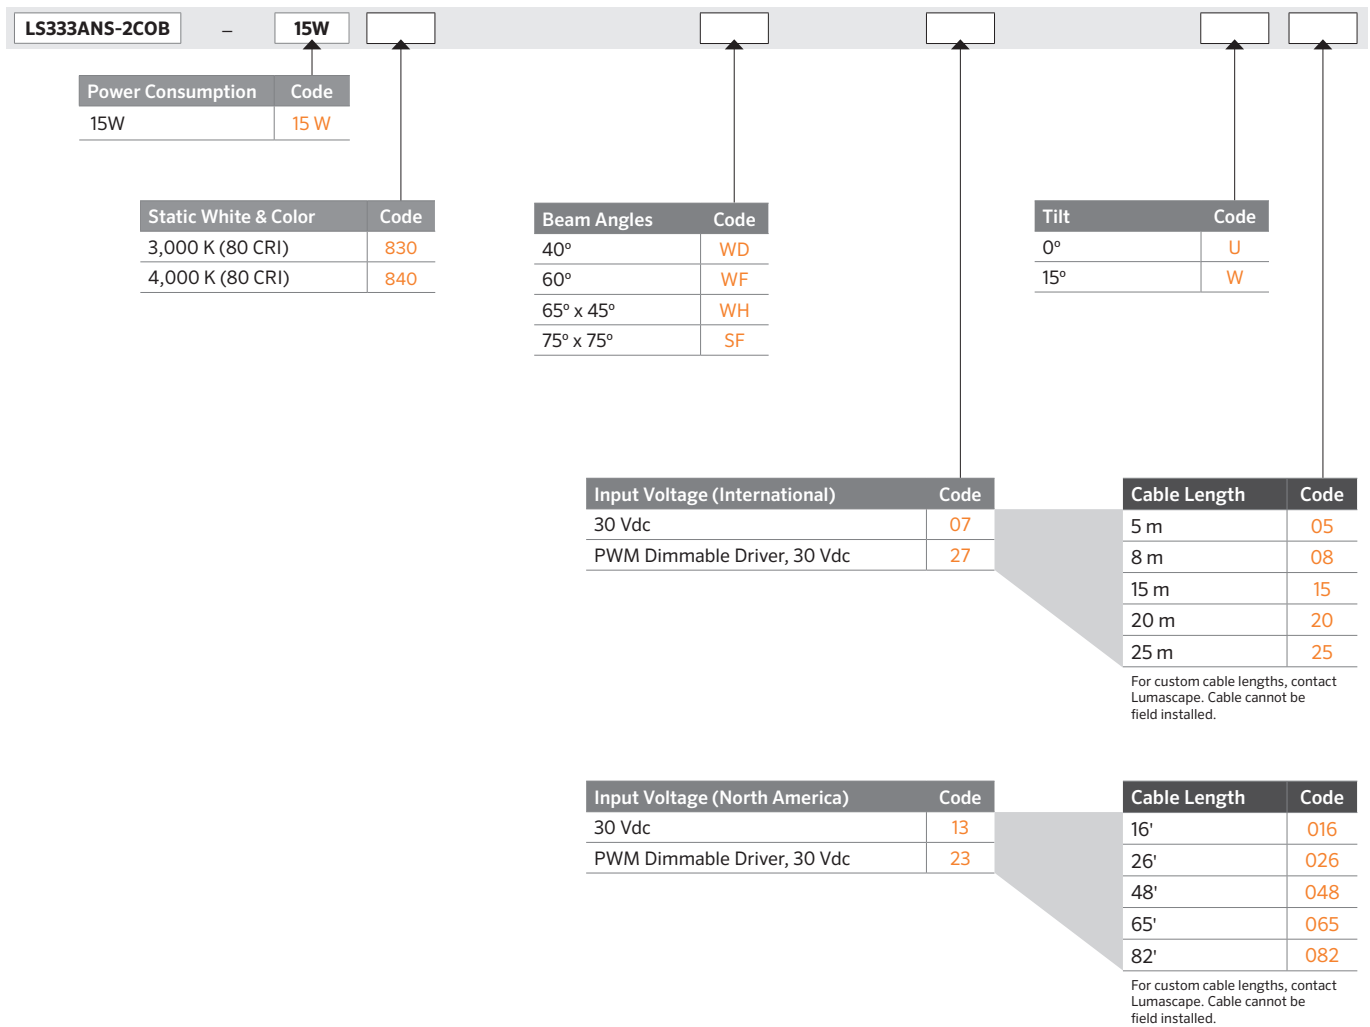 LS333ANS-2COB – 15W
Power Consumption Code
15W 15 W
Static White & Color Code
3,000 K (80 CRI) 830
4,000 K (80 CRI) 840
Beam Angles Code
40º WD
60º WF
65º x 45º WH
75º x 75º SF
Tilt Code
0º U
15º W
Input Voltage (International) Code
30 Vdc 07
PWM Dimmable Driver, 30 Vdc 27
Cable Length Code
5 m 05
8 m 08
15 m 15
20 m 20
25 m 25
For custom cable lengths, contact
Lumascape. Cable cannot be
field installed.
Input Voltage (North America) Code
30 Vdc 13
PWM Dimmable Driver, 30 Vdc 23
Cable Length Code
16' 016
26' 026
48' 048
65' 065
82' 082
For custom cable lengths, contact
Lumascape. Cable cannot be
field installed.